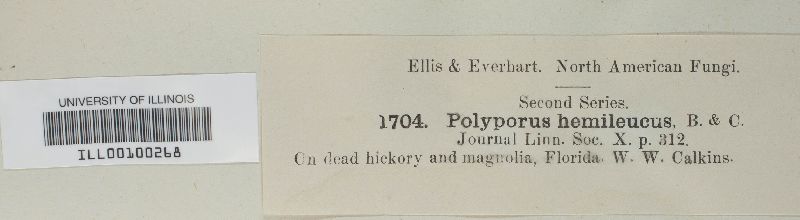 UNIVERSITY OF ILLINOIS
ILL00100268
Ellis & Everhart. North American Fungi.
Second Series.
1704. Polyporus hemileucus, B. & C.
Journal Linn. Soc. X. p. 312.
On dead hickory and magnolia, Florida. W. W. Calkins.